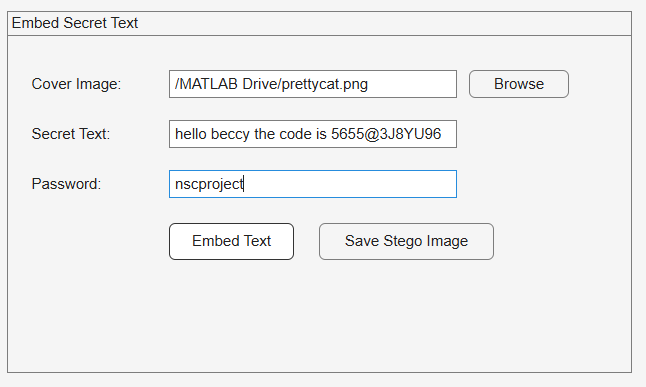 Embed Secret Text
Cover Image: /MATLAB Drive/prettycat.png Browse
Secret Text: hello beccy the code is 5655@3J8YU96
Password: nscproject
Embed Text Save Stego Image